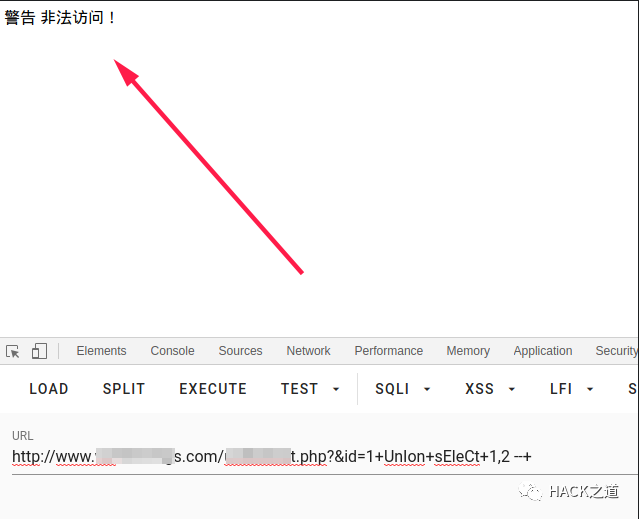 警告 非法访问！
Elements Console Sources Network Performance Memory Application Security
LOAD SPLIT EXECUTE TEST SQLI XSS LFI S
URL
http://www. s.com/ t.php?&id=1+UnIon+sEleCt+1,2 --+
HACK之道